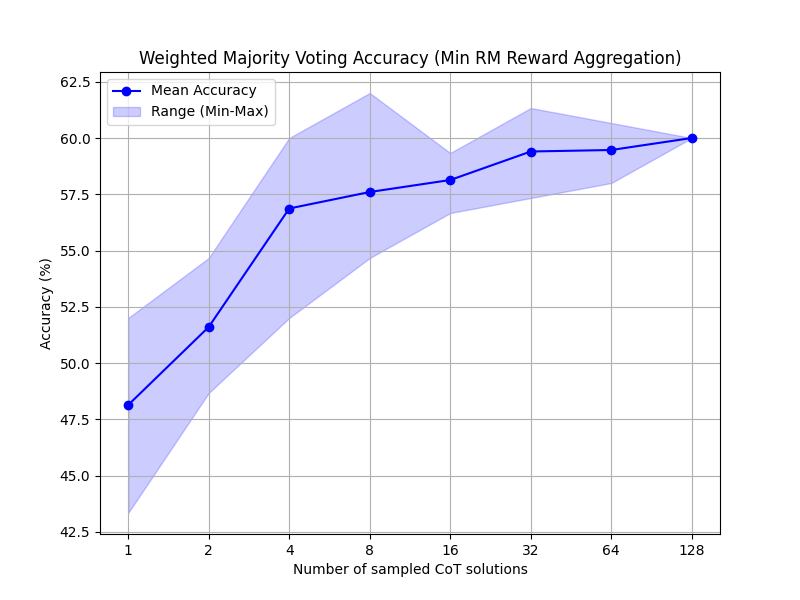 Weighted Majority Voting Accuracy (Min RM Reward Aggregation)
Mean Accuracy
Range (Min-Max)
Accuracy (%)
62.5
60.0
57.5
55.0
52.5
50.0
47.5
45.0
42.5
1 2 4 8 16 32 64 128
Number of sampled CoT solutions